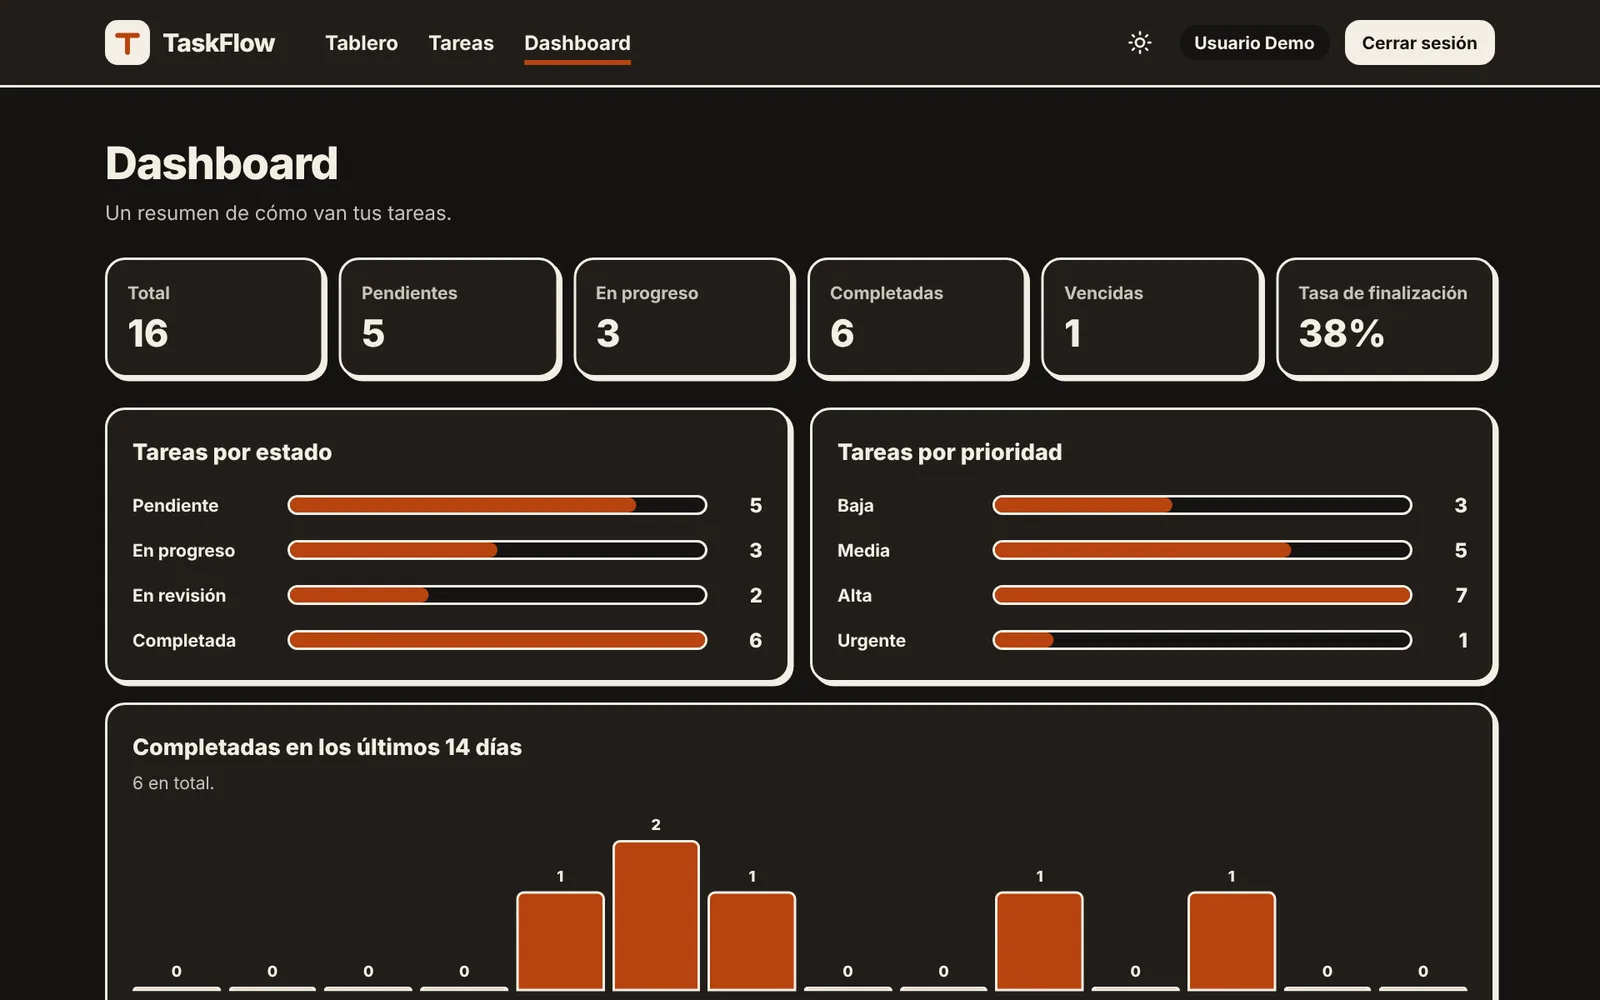 T TaskFlow Tablero Tareas Dashboard Usuario Demo Cerrar sesión
Dashboard
Un resumen de cómo van tus tareas.
Total Pendientes En progreso Completadas Vencidas Tasa de finalización
16 5 3 6 1 38%
Tareas por estado
Pendiente 5
En progreso 3
En revisión 2
Completada 6
Tareas por prioridad
Baja 3
Media 5
Alta 7
Urgente 1
Completadas en los últimos 14 días
6 en total.
0 0 0 0 1 2 1 0 0 1 0 1 0 0